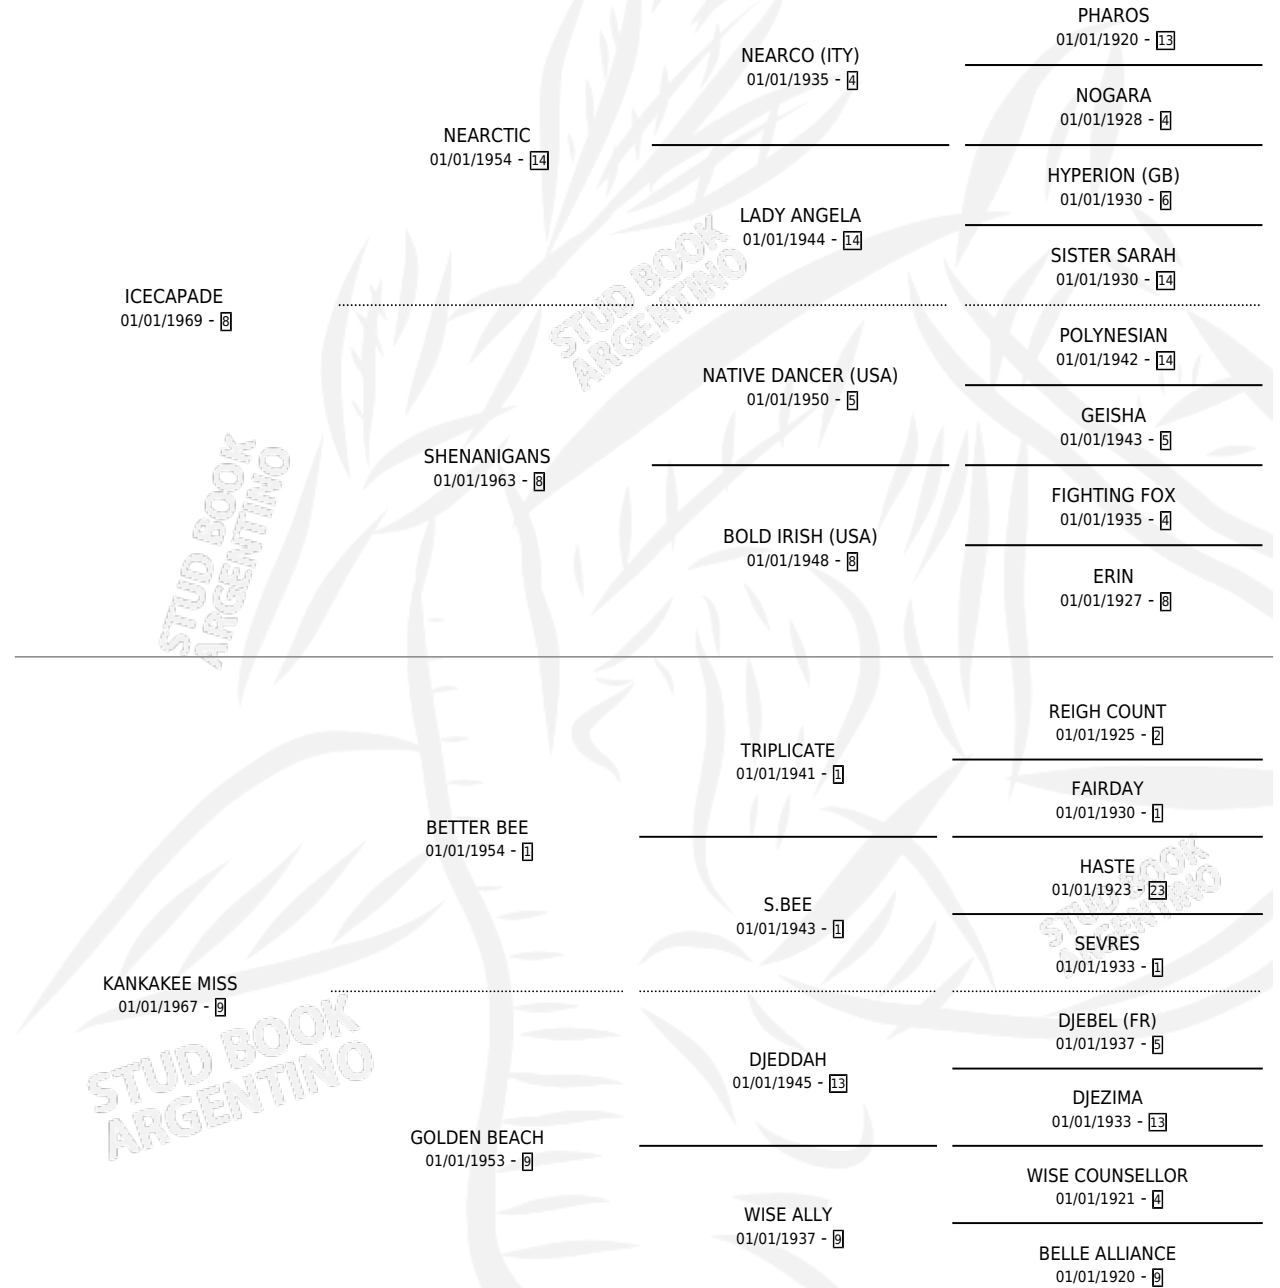 PHAROS
01/01/1920 - 13
NEARCO (ITY)
01/01/1935 - 4
NOGARA
01/01/1928 - 4
NEARCTIC
01/01/1954 - 14
HYPERION (GB)
01/01/1930 - 6
LADY ANGELA
01/01/1944 - 14
SISTER SARAH
01/01/1930 - 14
ICECAPADE
01/01/1969 - 8
STUD BOOK
ARGENTINO
POLYNESIAN
01/01/1942 - 14
NATIVE DANCER (USA)
01/01/1950 - 5
GEISHA
01/01/1943 - 5
SHENANIGANS
01/01/1963 - 8
FIGHTING FOX
01/01/1935 - 4
BOLD IRISH (USA)
01/01/1948 - 8
ERIN
01/01/1927 - 8
STUD BOOK
ARGENTINO
REIGH COUNT
01/01/1925 - 2
TRIPLICATE
01/01/1941 - 1
FAIRDAY
01/01/1930 - 1
BETTER BEE
01/01/1954 - 1
HASTE
01/01/1923 - 23
S.BEE
01/01/1943 - 1
SEVRES
01/01/1933 - 1
STUD BOOK
ARGENTINO
KANKAKEE MISS
01/01/1967 - 9
DJEBEL (FR)
01/01/1937 - 5
DJEDDAH
01/01/1945 - 13
DJEZIMA
01/01/1933 - 13
STUD BOOK
ARGENTINO
GOLDEN BEACH
01/01/1953 - 9
WISE COUNSELLOR
01/01/1921 - 4
WISE ALLY
01/01/1937 - 9
BELLE ALLIANCE
01/01/1920 - 9